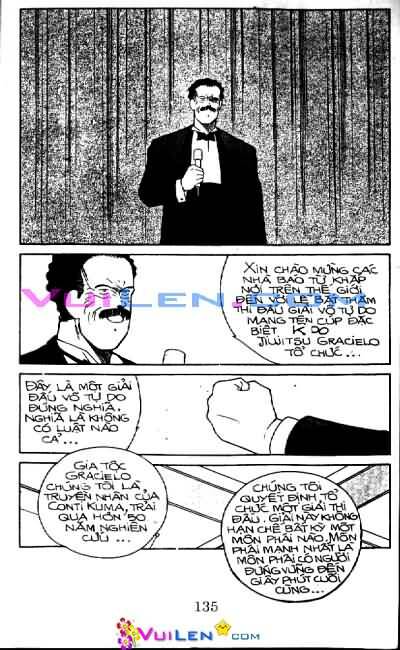 XIN CHÀO MỪNG CÁC
NHÀ BÁO TỪ KHẮP
NƠI TRÊN THẾ GIỚI
ĐẾN VỚI LỄ BẮT THĂM
THI ĐẤU GIẢI VÕ TỰ DO
MANG TÊN CÚP ĐẶC
BIỆT K DO
JIUJITSU GRACIELO
TỔ CHỨC...
VUILEN.COM
ĐÂY LÀ MỘT GIẢI
ĐẤU VÕ TỰ DO
ĐÚNG NGHĨA,
NGHĨA LÀ KHÔNG
CÓ LUẬT NÀO
CẢ...
GIA TỘC
GRACIELO
CHÚNG TÔI LÀ
TRUYỀN NHÂN CỦA
CONTI KUMA, TRẢI
QUA HƠN 50
NĂM NGHIÊN
CỨU...
CHÚNG TÔI
QUYẾT ĐỊNH TỔ
CHỨC MỘT GIẢI THI
ĐẤU. GIẢI NÀY KHÔNG
HẠN CHẾ BẤT KỲ MỘT
MÔN PHÁI NÀO. MÔN
PHÁI MẠNH NHẤT LÀ
MÔN PHÁI CÓ NGƯỜI
ĐỨNG VỮNG ĐẾN
GIÂY PHÚT CUỐI
CÙNG...
135
VUILEN.COM